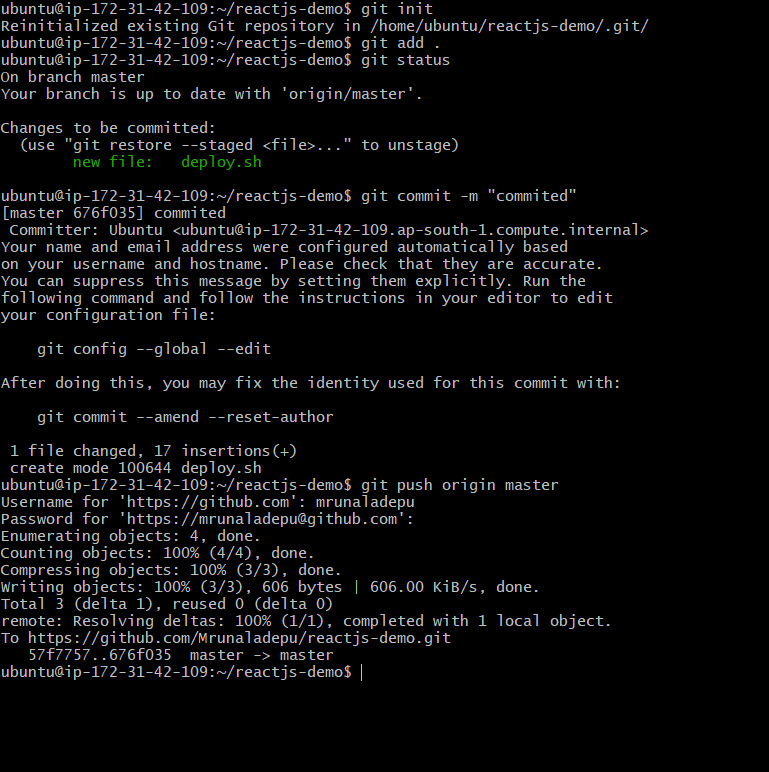 ubuntu@ip-172-31-42-109:~/reactjs-demo$ git init
Reinitialized existing Git repository in /home/ubuntu/reactjs-demo/.git/
ubuntu@ip-172-31-42-109:~/reactjs-demo$ git add .
ubuntu@ip-172-31-42-109:~/reactjs-demo$ git status
On branch master
Your branch is up to date with 'origin/master'.

Changes to be committed:
  (use "git restore --staged <file>..." to unstage)
        new file:   deploy.sh

ubuntu@ip-172-31-42-109:~/reactjs-demo$ git commit -m "commited"
[master 676f035] commited
 Committer: Ubuntu <ubuntu@ip-172-31-42-109.ap-south-1.compute.internal>
Your name and email address were configured automatically based
on your username and hostname. Please check that they are accurate.
You can suppress this message by setting them explicitly. Run the
following command and follow the instructions in your editor to edit
your configuration file:

    git config --global --edit

After doing this, you may fix the identity used for this commit with:

    git commit --amend --reset-author

 1 file changed, 17 insertions(+)
 create mode 100644 deploy.sh
ubuntu@ip-172-31-42-109:~/reactjs-demo$ git push origin master
Username for 'https://github.com': mrunaladepu
Password for 'https://mrunaladepu@github.com':
Enumerating objects: 4, done.
Counting objects: 100% (4/4), done.
Compressing objects: 100% (3/3), done.
Writing objects: 100% (3/3), 606 bytes | 606.00 KiB/s, done.
Total 3 (delta 1), reused 0 (delta 0)
remote: Resolving deltas: 100% (1/1), completed with 1 local object.
To https://github.com/Mrunaladepu/reactjs-demo.git
   57f7757..676f035  master -> master
ubuntu@ip-172-31-42-109:~/reactjs-demo$